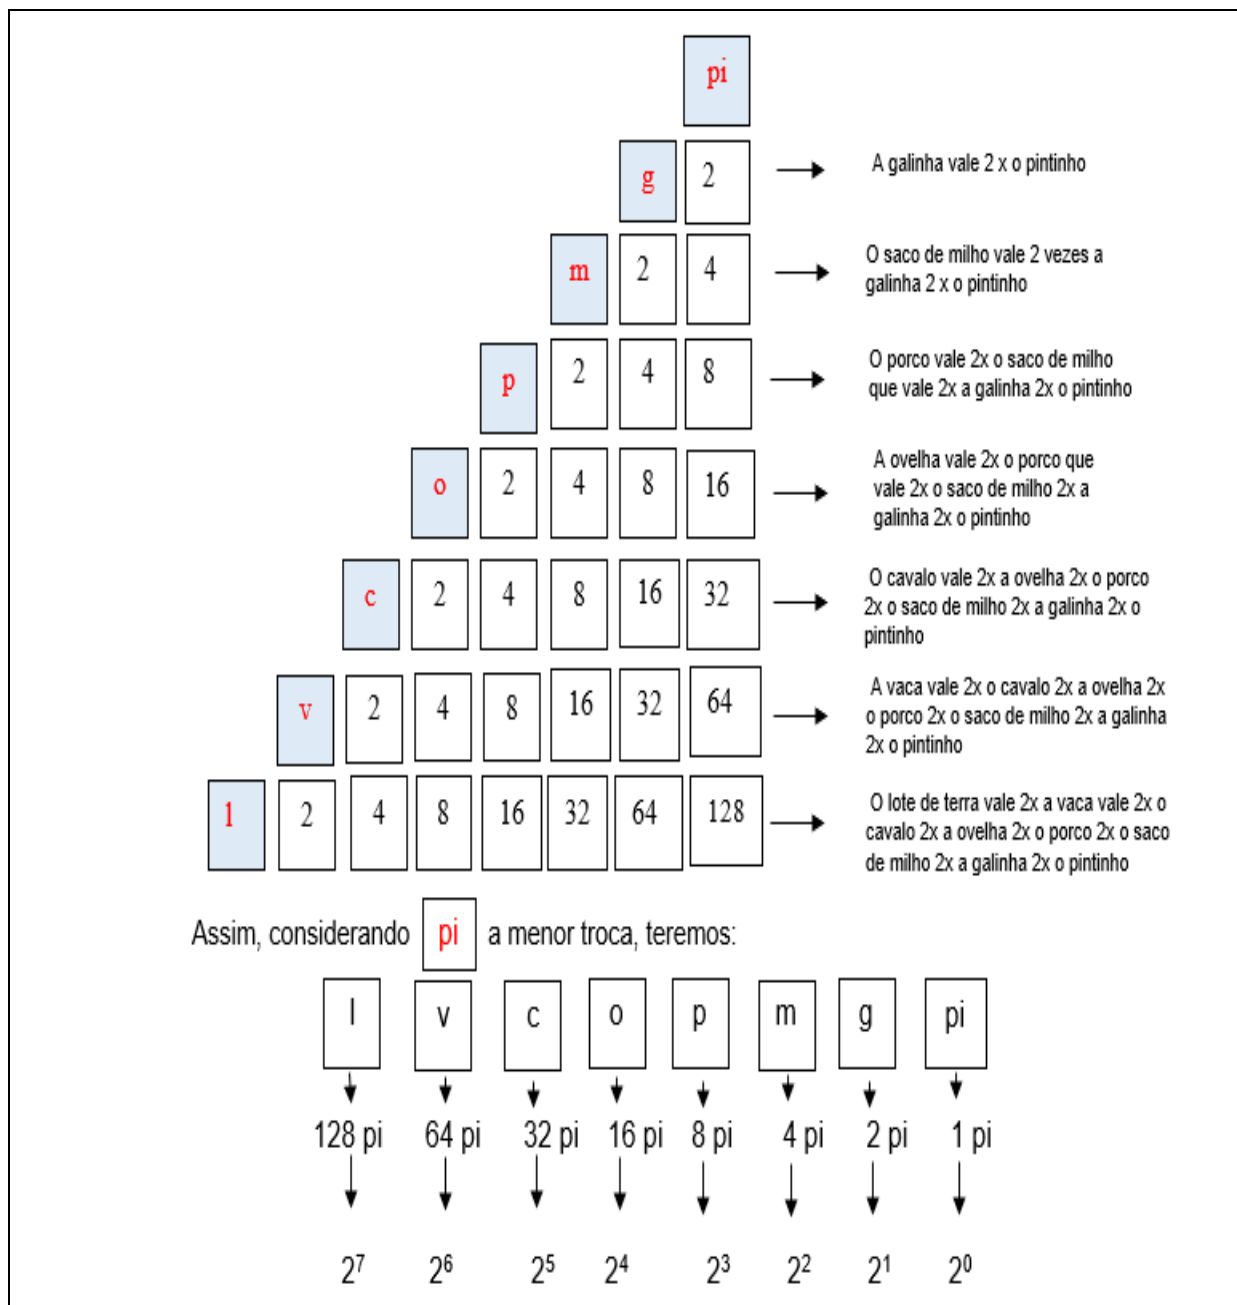 pi
g 2 A galinha vale 2 x o pintinho
m 2 4 O saco de milho vale 2 vezes a
galinha 2 x o pintinho
p 2 4 8 O porco vale 2x o saco de milho
que vale 2x a galinha 2x o pintinho
o 2 4 8 16 A ovelha vale 2x o porco que
vale 2x o saco de milho 2x a
galinha 2x o pintinho
c 2 4 8 16 32 O cavalo vale 2x a ovelha 2x o porco
2x o saco de milho 2x a galinha 2x o
pintinho
v 2 4 8 16 32 64 A vaca vale 2x o cavalo 2x a ovelha 2x
o porco 2x o saco de milho 2x a galinha
2x o pintinho
l 2 4 8 16 32 64 128 O lote de terra vale 2x a vaca vale 2x o
cavalo 2x a ovelha 2x o porco 2x o saco
de milho 2x a galinha 2x o pintinho
Assim, considerando pi a menor troca, teremos:
l v c o p m g pi
128 pi 64 pi 32 pi 16 pi 8 pi 4 pi 2 pi 1 pi
2⁷ 2⁶ 2⁵ 2⁴ 2³ 2² 2¹ 2⁰